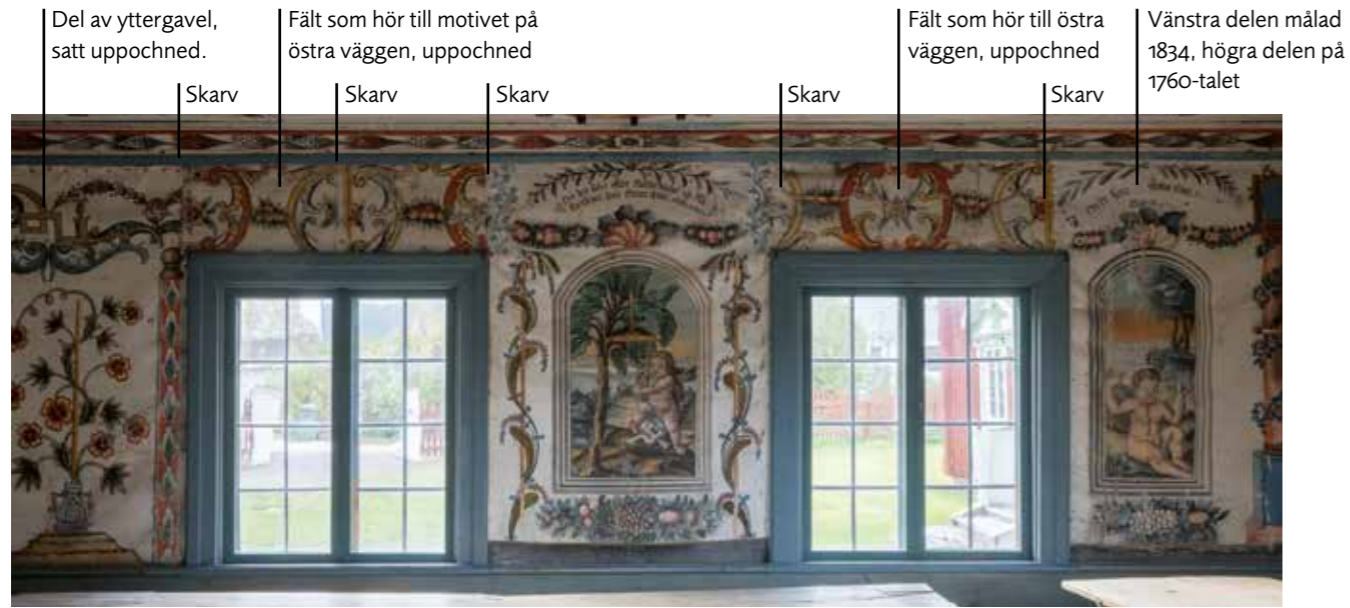 Del av yttergavel,
satt uppochned.
Fält som hör till motivet på
östra väggen, uppochned
Fält som hör till östra
väggen, uppochned
Vänstra delen målad
1834, högra delen på
1760-talet
Skarv
Skarv
Skarv
Skarv
Skarv